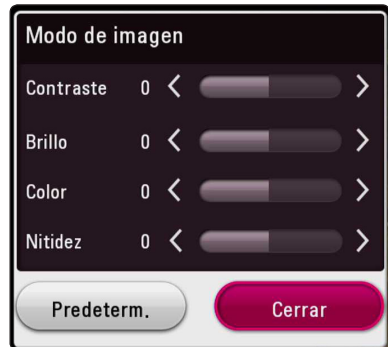 Modo de imagen
Contraste 0
Brillo 0
Color 0
Nitidez 0
Predeterm. Cerrar